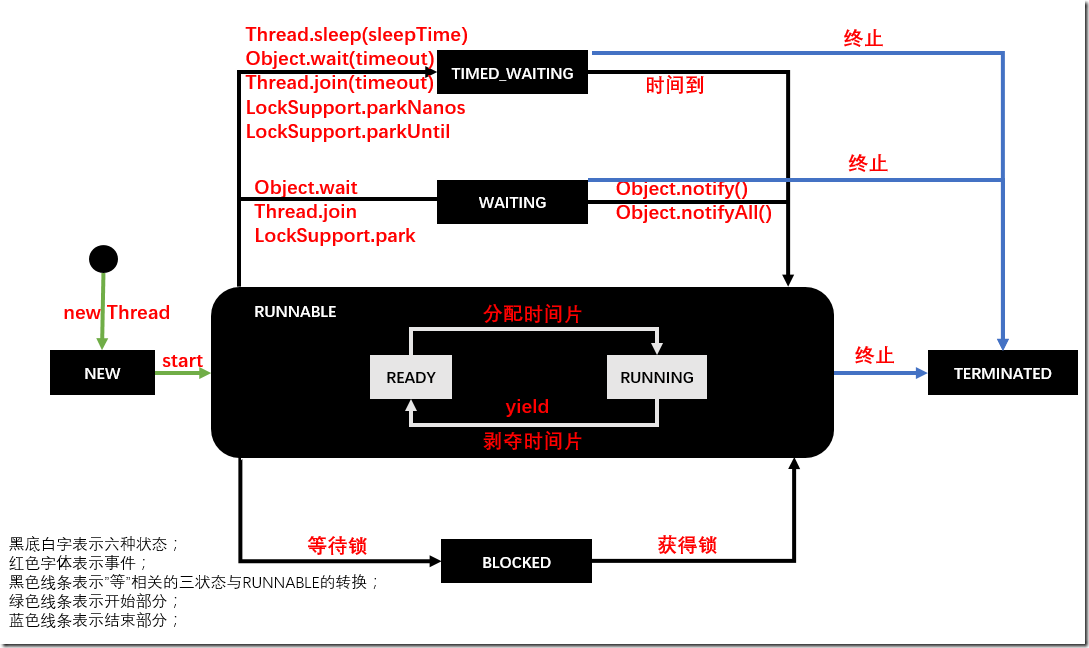 Thread.sleep(sleepTime)
Object.wait(timeout)
Thread.join(timeout)
LockSupport.parkNanos
LockSupport.parkUntil
TIMED_WAITING
终止
时间到
Object.wait
Thread.join
LockSupport.park
WAITING
终止
Object.notify()
Object.notifyAll()
new Thread
NEW
start
RUNNABLE
分配时间片
READY
RUNNING
yield
剥夺时间片
终止
TERMINATED
等待锁
BLOCKED
获得锁
黑底白字表示六种状态；
红色字体表示事件；
黑色线条表示”等”相关的三状态与RUNNABLE的转换；
绿色线条表示开始部分；
蓝色线条表示结束部分；